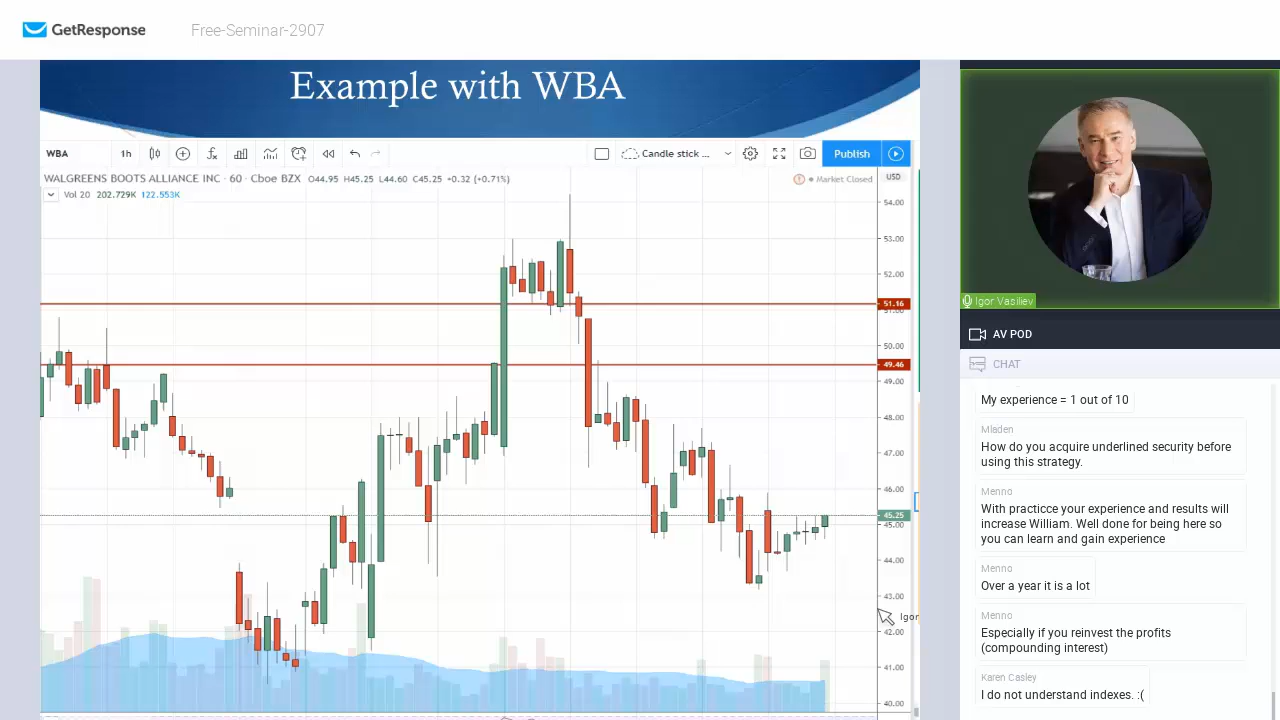 GetResponse
Free-Seminar-2907
Example with WBA
WBA
1h
Candle stick ...
Publish
WALGREENS BOOTS ALLIANCE INC · 60 · Cboe BZX O44.95 H45.25 L44.60 C45.25 +0.32 (+0.71%)
Market Closed
USD
Vol 20 202.729K 122.553K
54.00
53.00
52.00
51.16
51.00
50.00
49.46
49.00
48.00
47.00
46.00
45.25
45.00
44.00
43.00
42.00
41.00
40.00
Igor
Igor Vasiliev
AV POD
CHAT
My experience = 1 out of 10
Mladen
How do you acquire underlined security before
using this strategy.
Menno
With practicce your experience and results will
increase William. Well done for being here so
you can learn and gain experience
Menno
Over a year it is a lot
Menno
Especially if you reinvest the profits
(compounding interest)
Karen Casley
I do not understand indexes. :(